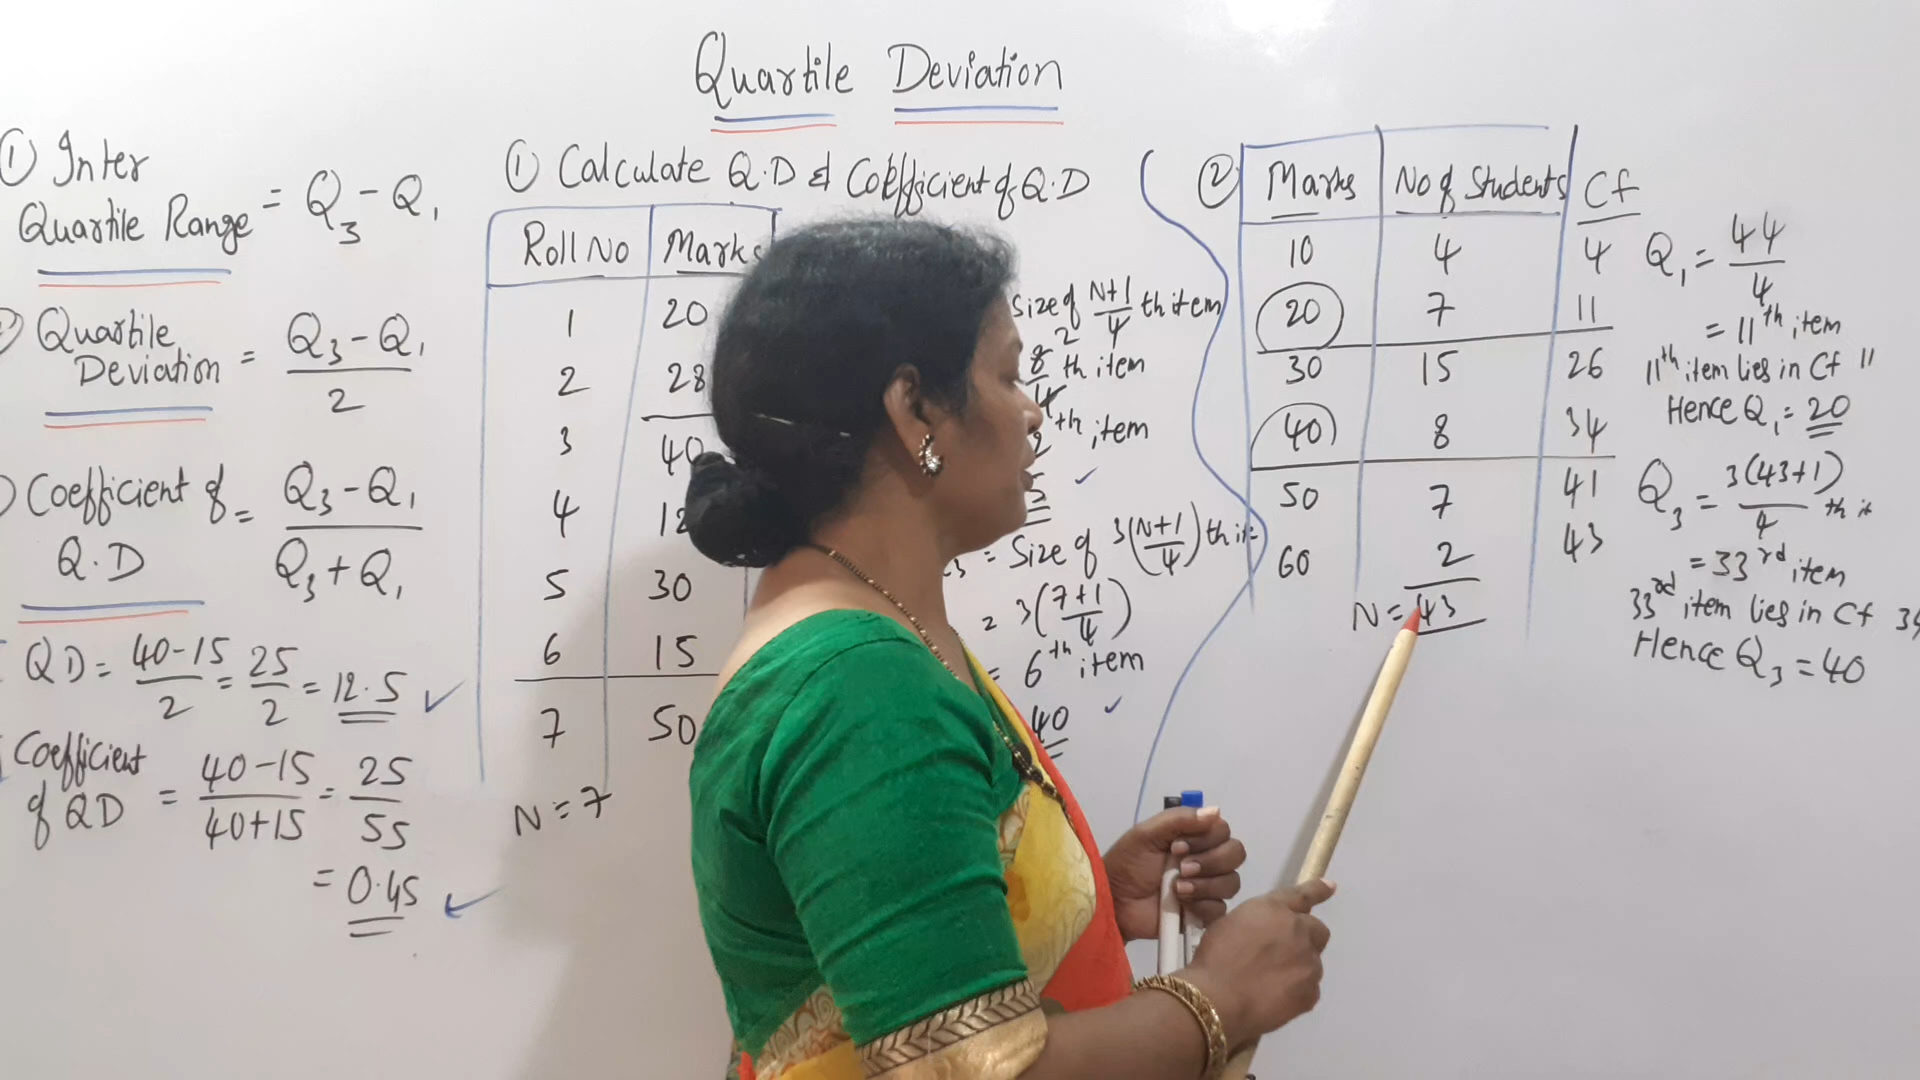 Quartile Deviation
① Inter
Quartile Range = Q3 - Q1
Quartile
Deviation = Q3 - Q1 / 2
Coefficient of
Q.D = Q3 - Q1 / Q3 + Q1
QD = 40-15 / 2 = 25 / 2 = 12.5 ✓
Coefficient
of QD = 40-15 / 40+15 = 25 / 55
= 0.45 ✓
① Calculate Q.D & Coefficient of Q.D
Roll No Marks
1 20
2 28
3 40
4 12
5 30
6 15
7 50
N = 7
Size of N+1 / 4 th item
8 / 4 th item
2 th item
✓
= Size of 3(N+1 / 4) th
= 3(7+1 / 4)
= 6th item
40 ✓
② Marks No of Students Cf
10 4 4
20 7 11
30 15 26
40 8 34
50 7 41
60 2 43
N = 43
Q1 = 44 / 4
= 11th item
11th item lies in Cf 11
Hence Q1 = 20
Q3 = 3(43+1) / 4 th
= 33rd item
33rd item lies in Cf 34
Hence Q3 = 40